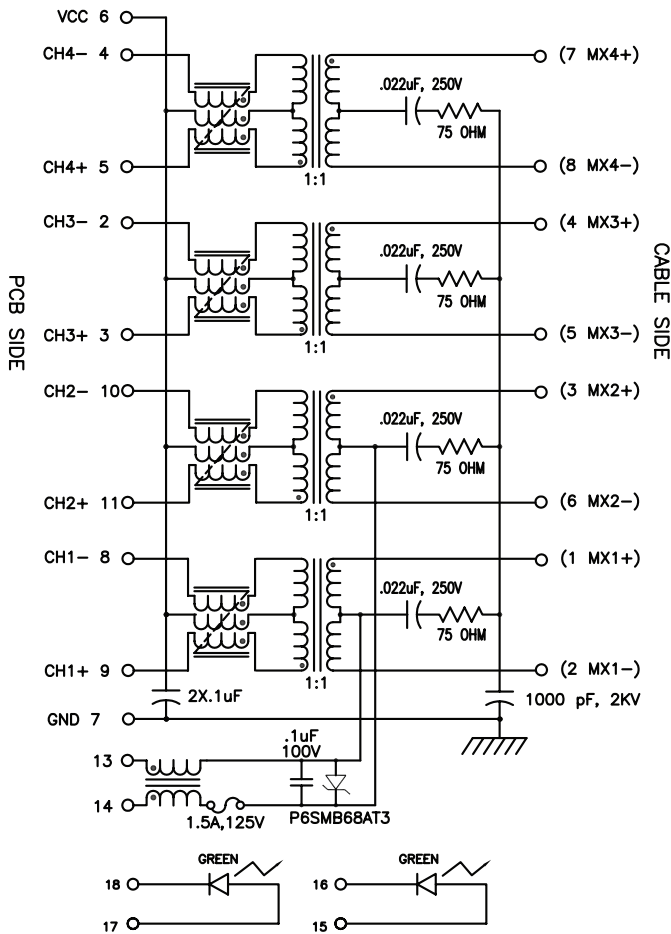 VCC 6
CH4- 4
(7 MX4+)
.022uF, 250V
75 OHM
CH4+ 5
1:1
(8 MX4-)
CH3- 2
(4 MX3+)
.022uF, 250V
75 OHM
CH3+ 3
1:1
(5 MX3-)
PCB SIDE
CABLE SIDE
CH2- 10
(3 MX2+)
.022uF, 250V
75 OHM
CH2+ 11
1:1
(6 MX2-)
CH1- 8
(1 MX1+)
.022uF, 250V
75 OHM
CH1+ 9
1:1
(2 MX1-)
2X.1uF
1000 pF, 2KV
GND 7
13
.1uF
100V
14
1.5A,125V
P6SMB68AT3
GREEN
18
17
GREEN
16
15